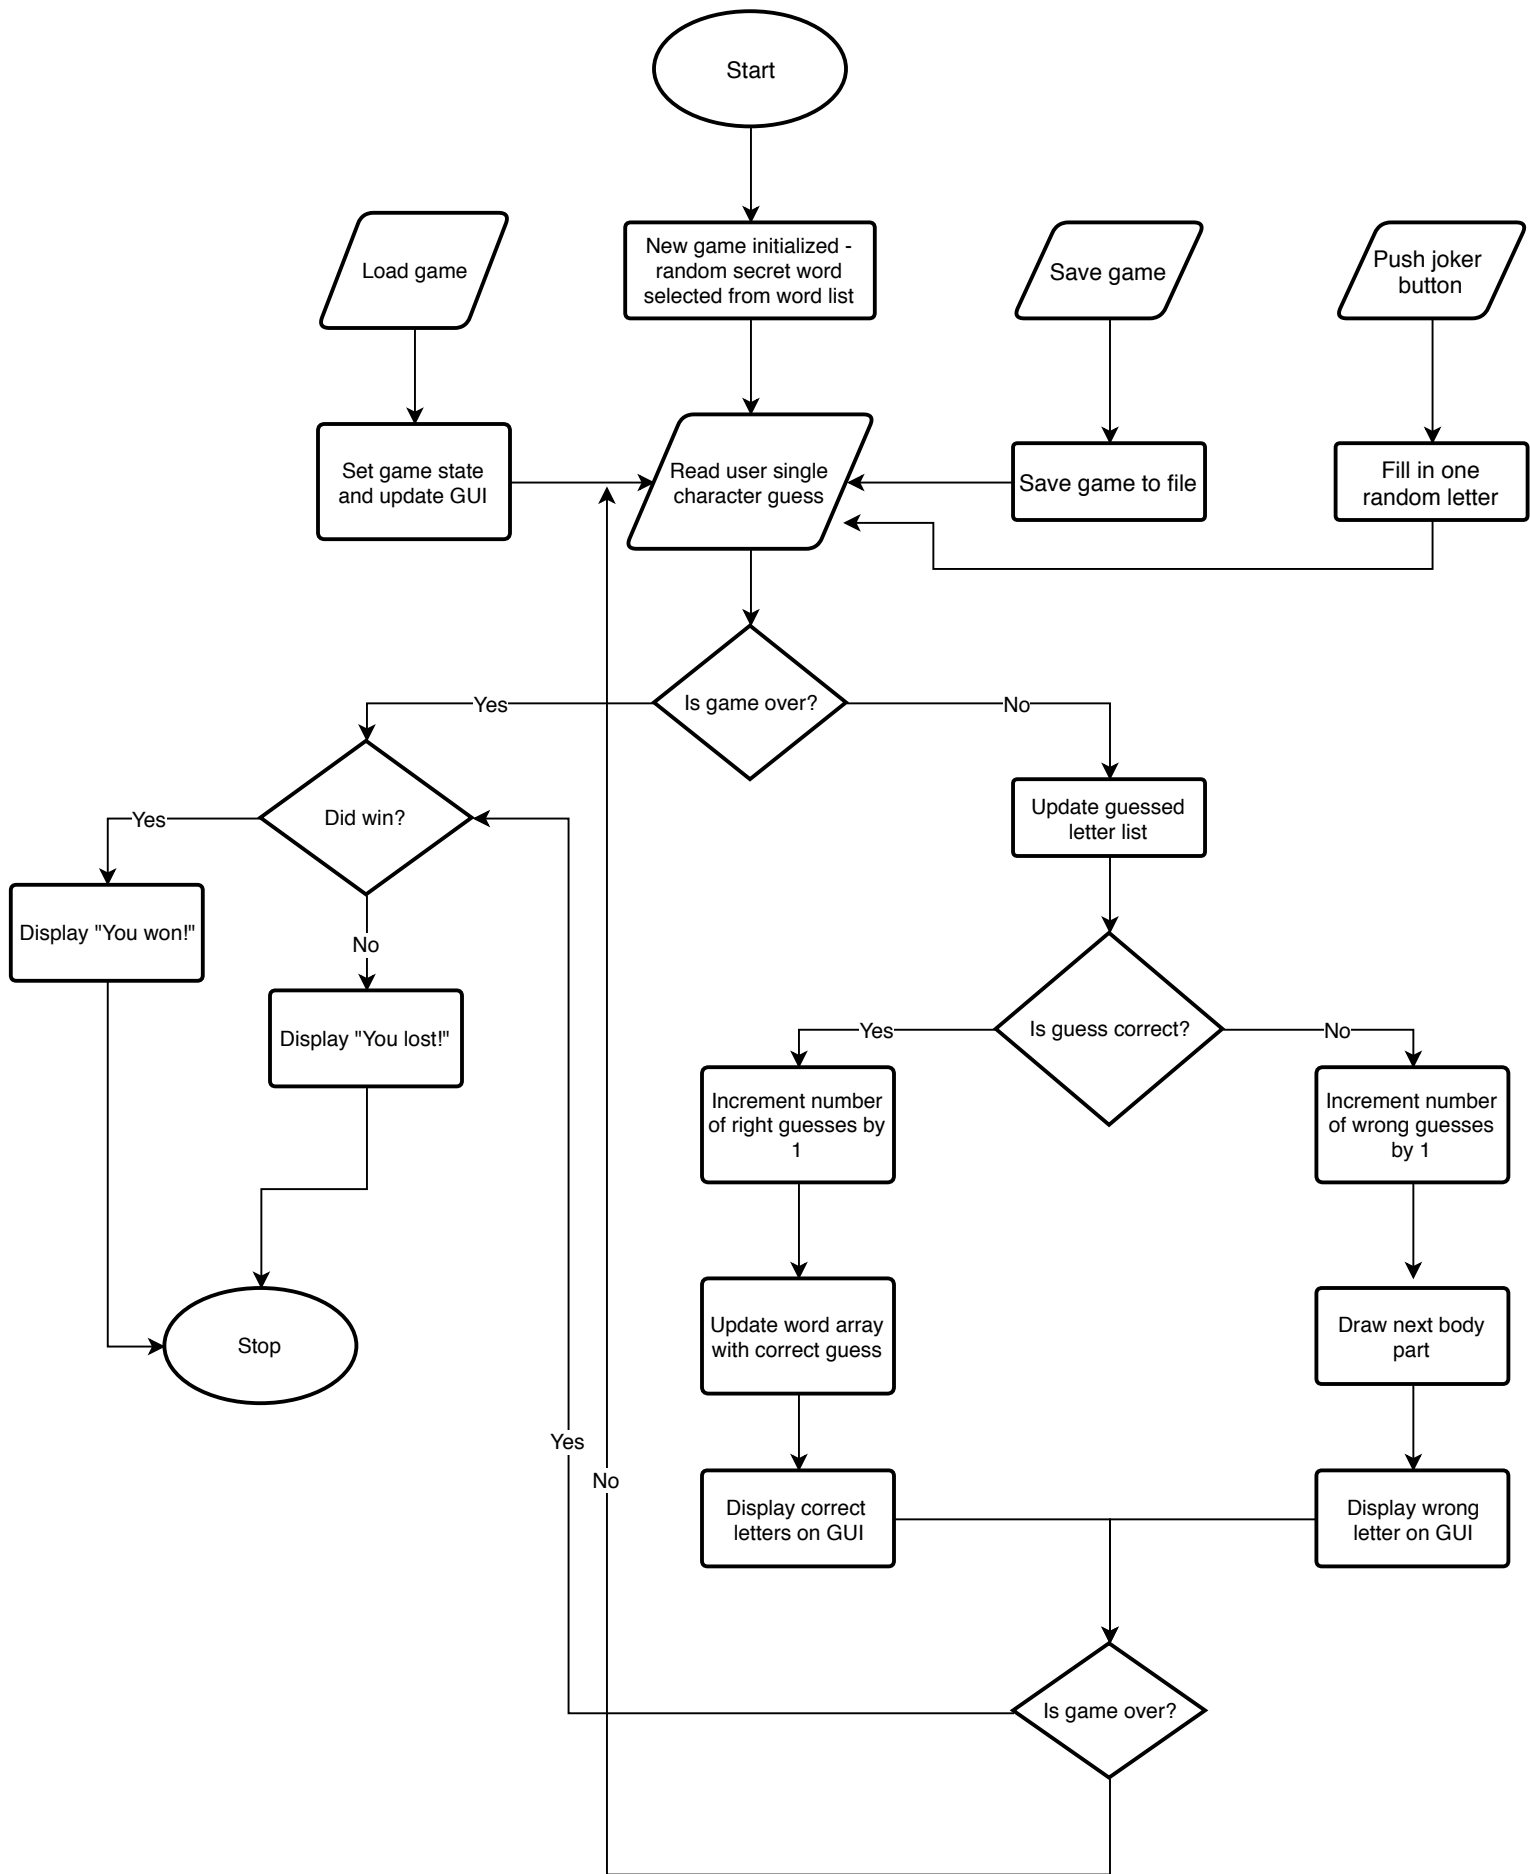 Start
Load game
New game initialized -
random secret word
selected from word list
Save game
Push joker
button
Set game state
and update GUI
Read user single
character guess
Save game to file
Fill in one
random letter
Is game over?
Yes
No
Did win?
Yes
No
Update guessed
letter list
Display "You won!"
Display "You lost!"
Is guess correct?
Yes
No
Increment number
of right guesses by
1
Increment number
of wrong guesses
by 1
Stop
Update word array
with correct guess
Draw next body
part
Yes
No
Display correct
letters on GUI
Display wrong
letter on GUI
Is game over?